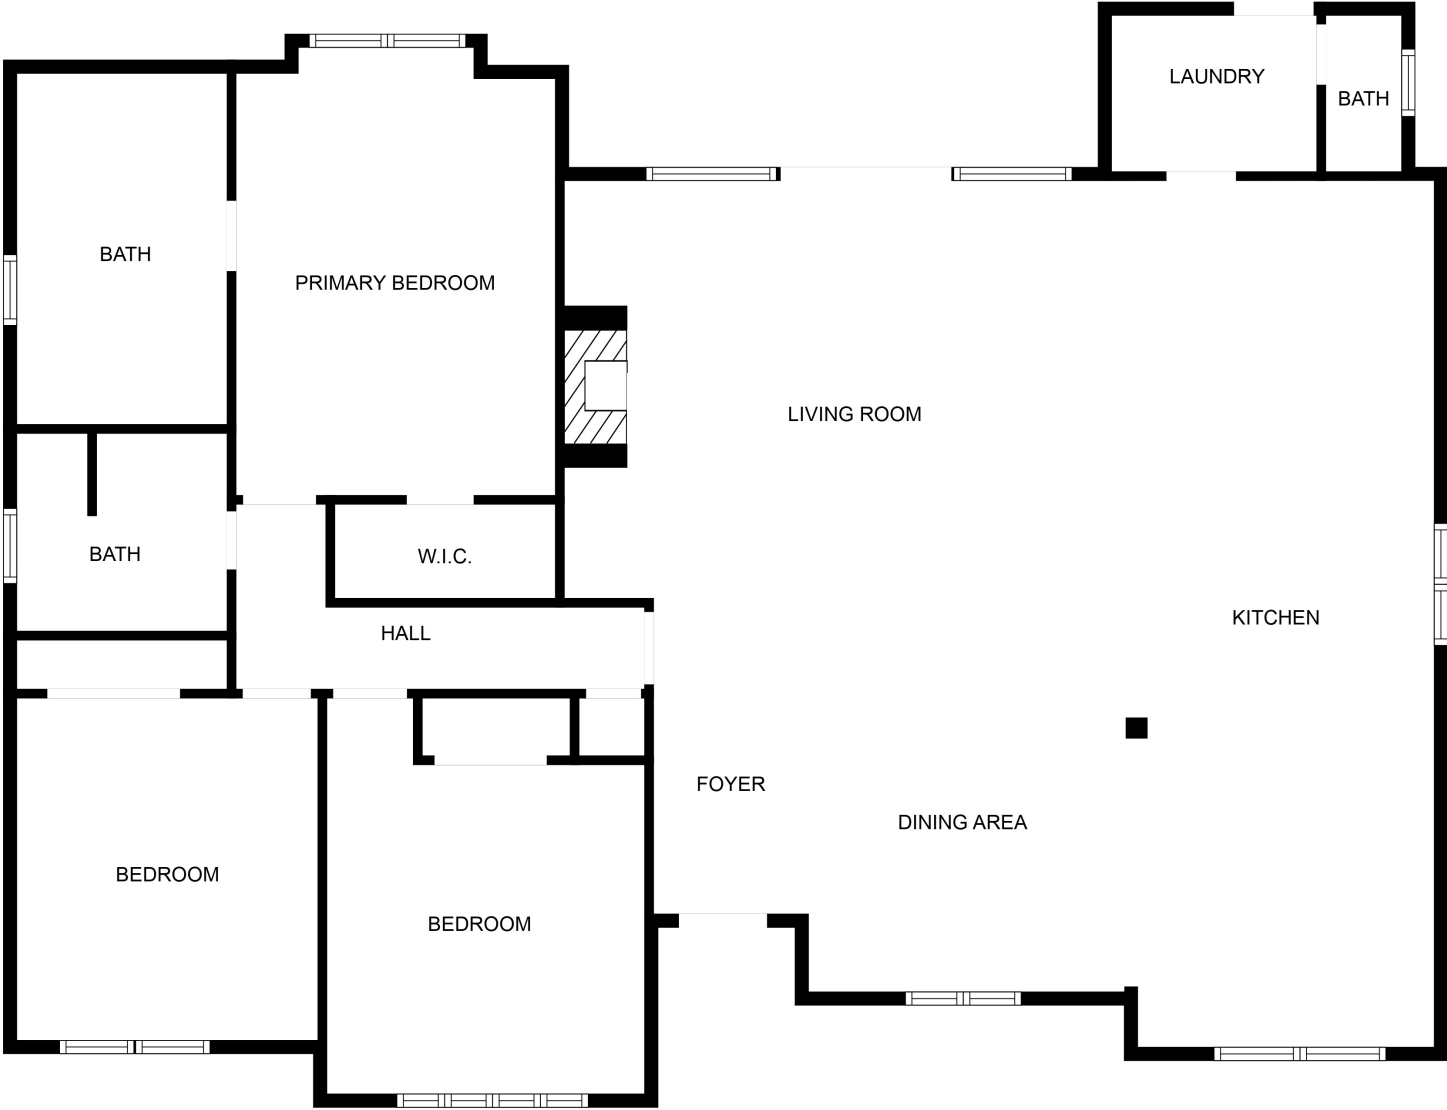 LAUNDRY
BATH
BATH
PRIMARY BEDROOM
LIVING ROOM
BATH
W.I.C.
KITCHEN
HALL
FOYER
DINING AREA
BEDROOM
BEDROOM